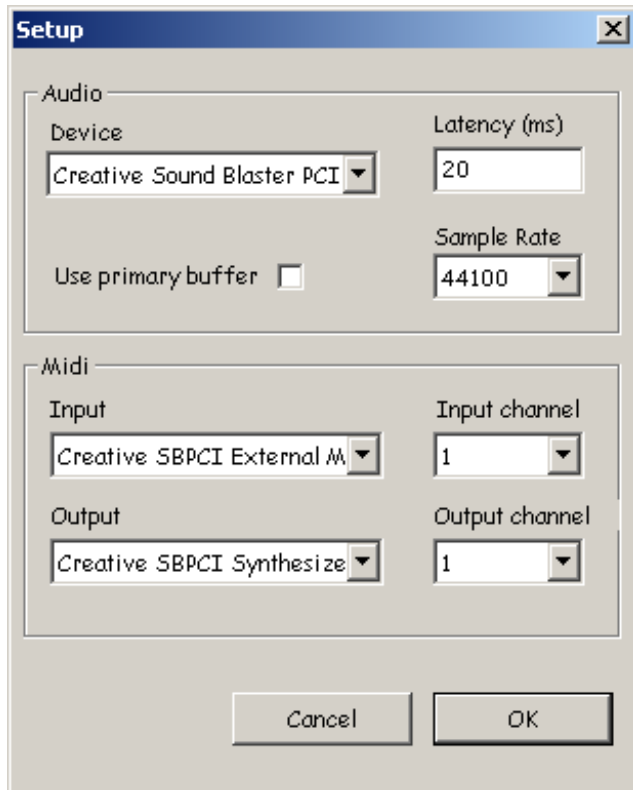 Setup
Audio
Device
Latency (ms)
Creative Sound Blaster PCI
20
Sample Rate
Use primary buffer
44100
Midi
Input
Input channel
Creative SBPCI External M
1
Output
Output channel
Creative SBPCI Synthesize
1
Cancel
OK